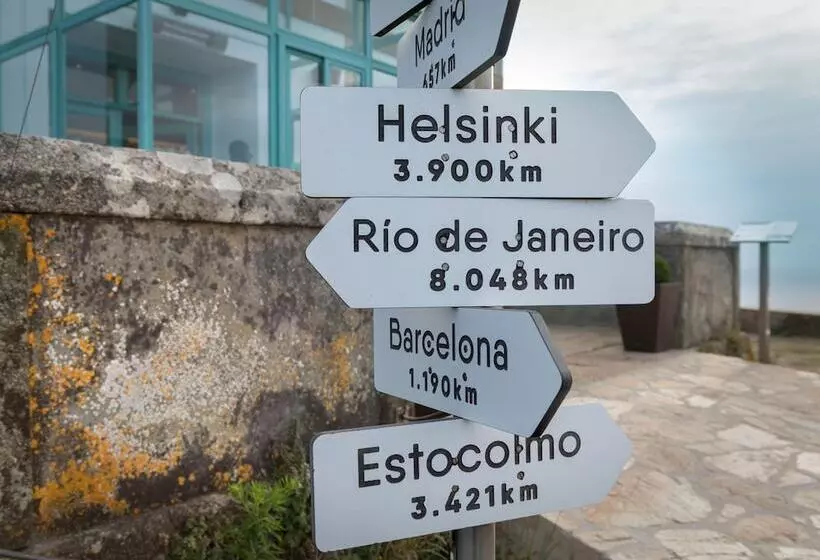 Madrid
657km
Helsinki
3.900km
Río de Janeiro
8.048km
Barcelona
1.190km
Estocolmo
3.421km